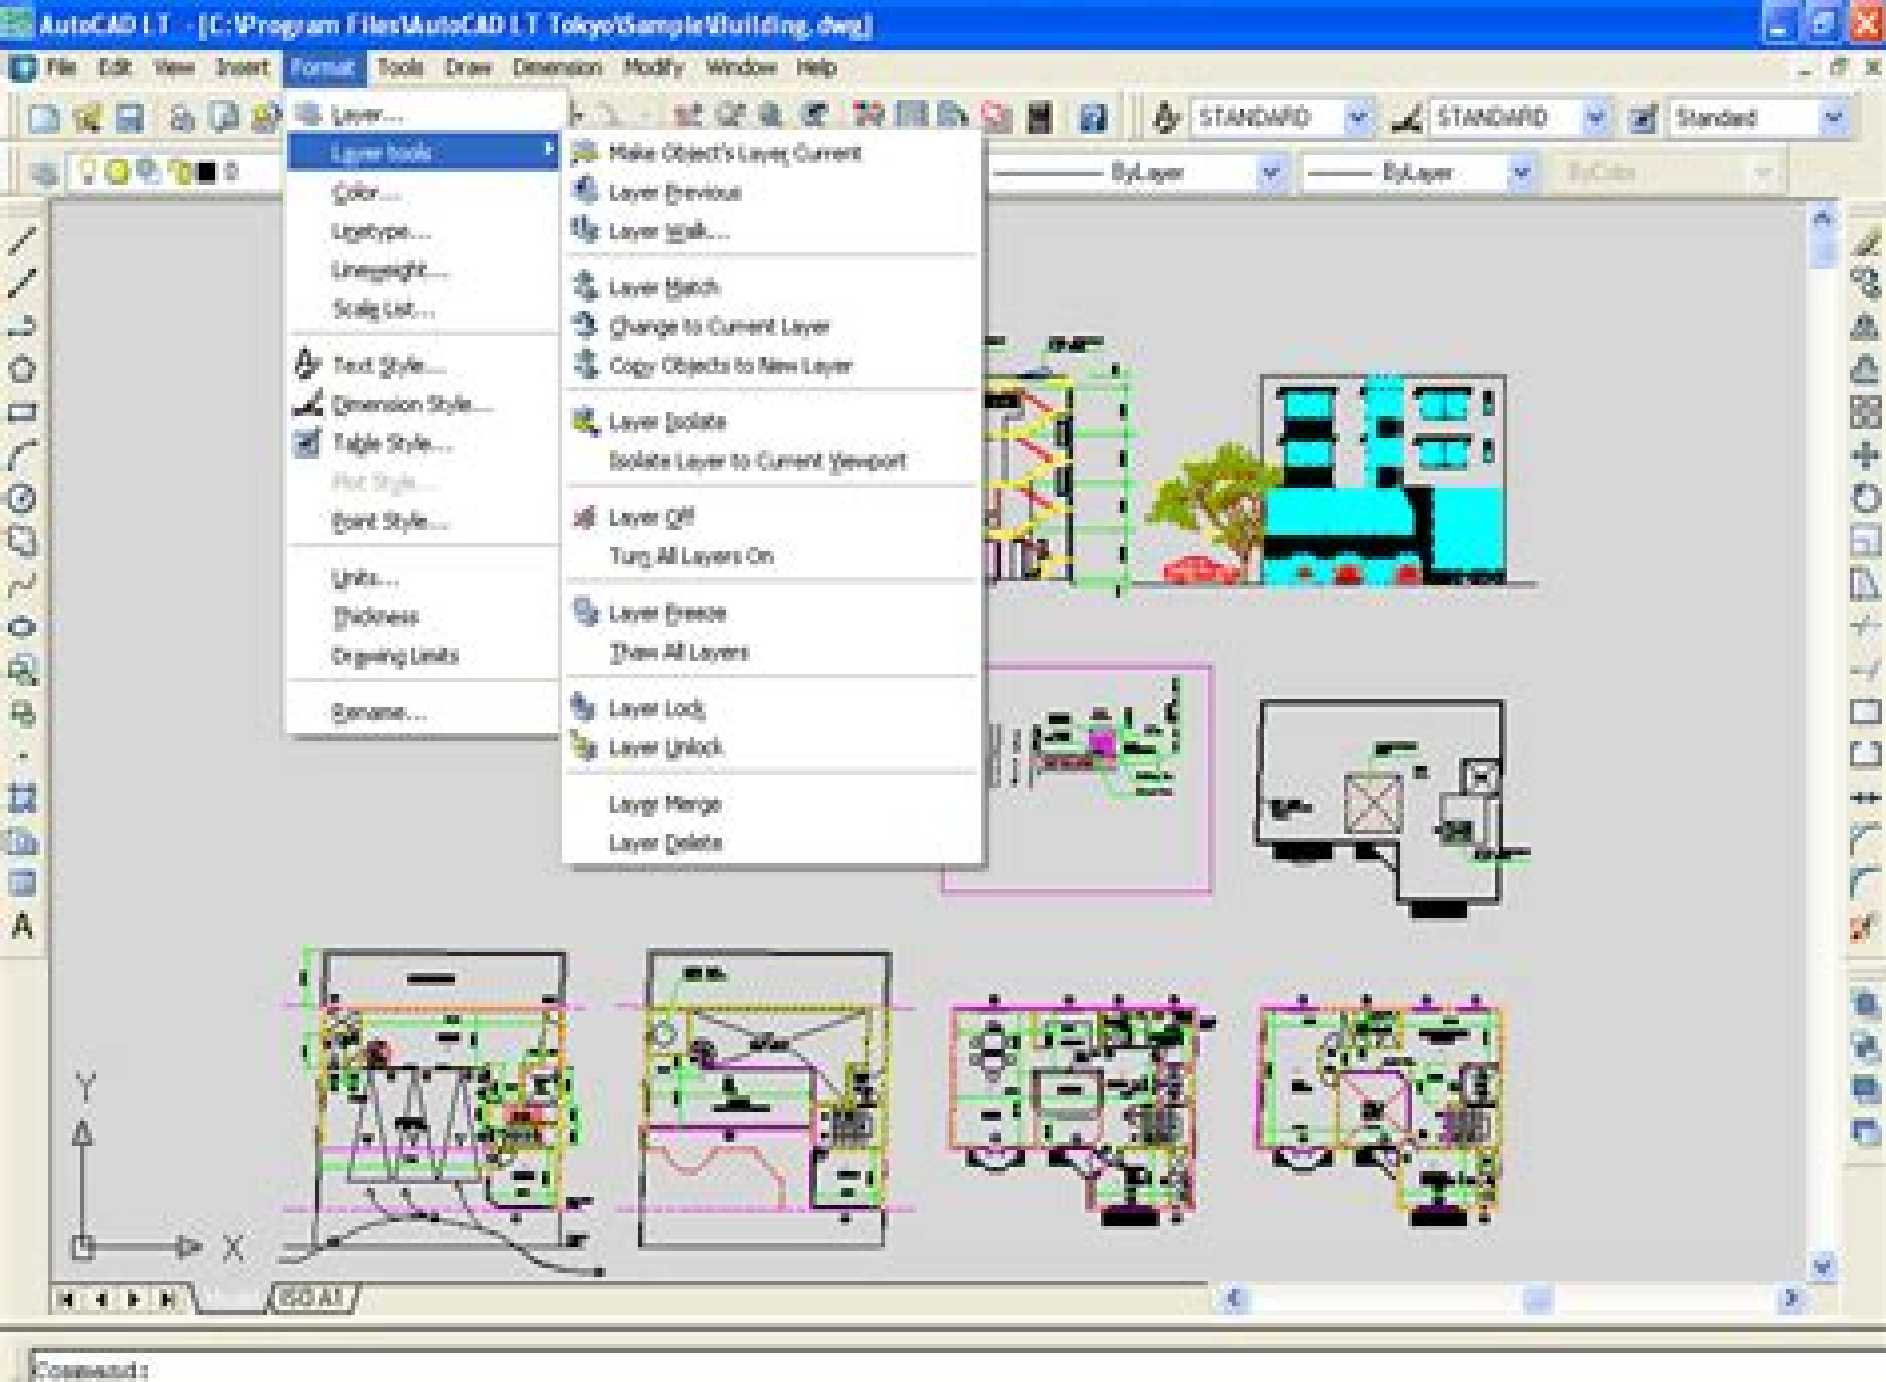 AutoCAD LT - [C:\Program Files\AutoCAD LT Tokyo\Sample\Building.dwg]
File Edit View Insert Format Tools Draw Dimension Modify Window Help
STANDARD STANDARD Standard
0 ByLayer ByLayer ByColor
Layer...
Layer tools
Color...
Linetype...
Lineweight...
Scale List...
Text Style...
Dimension Style...
Table Style...
Plot Style...
Point Style...
Units...
Thickness
Drawing Limits
Rename...
Make Object's Layer Current
Layer Previous
Layer Walk...
Layer Match
Change to Current Layer
Copy Objects to New Layer
Layer Isolate
Isolate Layer to Current Viewport
Layer Off
Turn All Layers On
Layer Freeze
Thaw All Layers
Layer Lock
Layer Unlock
Layer Merge
Layer Delete
A
Y
X
ISO A1
Command: